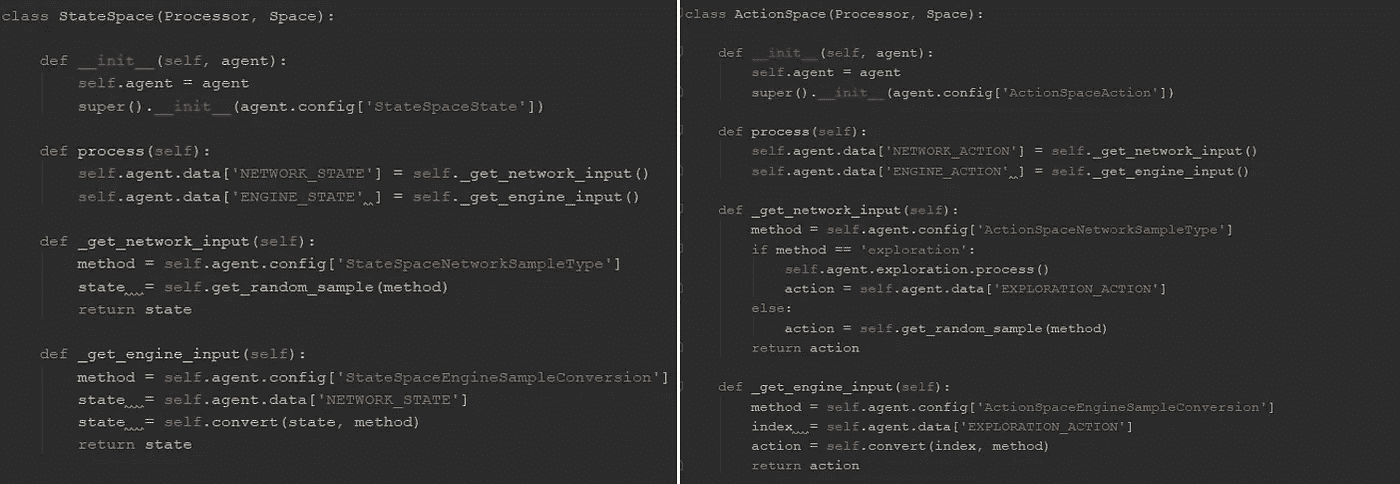 class StateSpace(Processor, Space):
def __init__(self, agent):
self.agent = agent
super().__init__(agent.config['StateSpaceState'])
def process(self):
self.agent.data['NETWORK_STATE'] = self._get_network_input()
self.agent.data['ENGINE_STATE' ] = self._get_engine_input()
def _get_network_input(self):
method = self.agent.config['StateSpaceNetworkSampleType']
state  = self.get_random_sample(method)
return state
def _get_engine_input(self):
method = self.agent.config['StateSpaceEngineSampleConversion']
state  = self.agent.data['NETWORK_STATE']
state  = self.convert(state, method)
return state
class ActionSpace(Processor, Space):
def __init__(self, agent):
self.agent = agent
super().__init__(agent.config['ActionSpaceAction'])
def process(self):
self.agent.data['NETWORK_ACTION'] = self._get_network_input()
self.agent.data['ENGINE_ACTION' ] = self._get_engine_input()
def _get_network_input(self):
method = self.agent.config['ActionSpaceNetworkSampleType']
if method == 'exploration':
self.agent.exploration.process()
action = self.agent.data['EXPLORATION_ACTION']
else:
action = self.get_random_sample(method)
return action
def _get_engine_input(self):
method = self.agent.config['ActionSpaceEngineSampleConversion']
index  = self.agent.data['EXPLORATION_ACTION']
action = self.convert(index, method)
return action